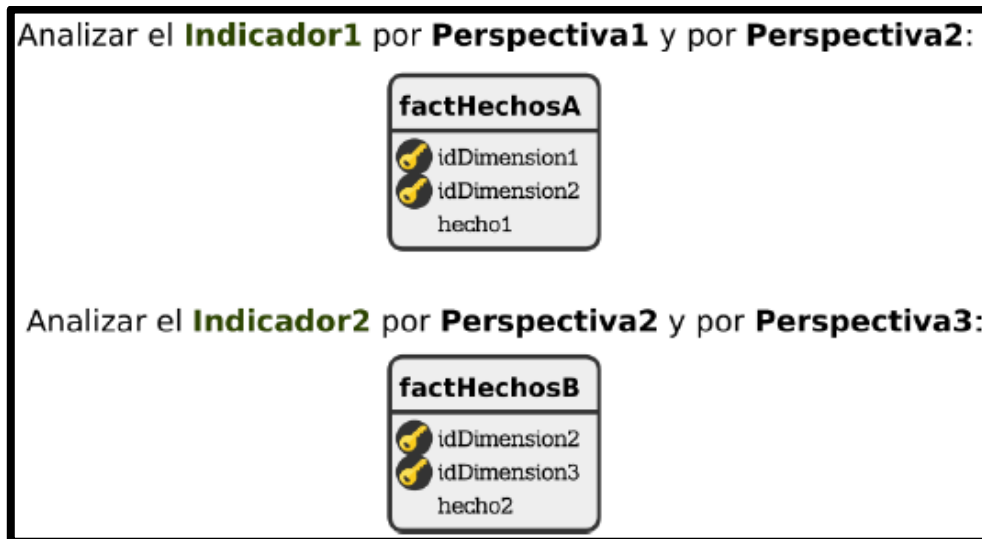 Analizar el Indicador1 por Perspectiva1 y por Perspectiva2:
factHechosA
idDimension1
idDimension2
hecho1
Analizar el Indicador2 por Perspectiva2 y por Perspectiva3:
factHechosB
idDimension2
idDimension3
hecho2